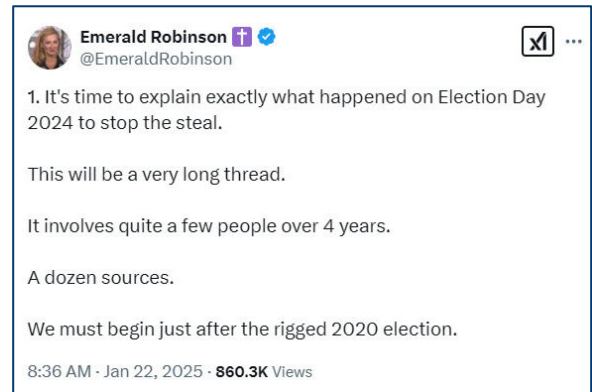 Emerald Robinson ✝️
@EmeraldRobinson
1. It's time to explain exactly what happened on Election Day
2024 to stop the steal.
This will be a very long thread.
It involves quite a few people over 4 years.
A dozen sources.
We must begin just after the rigged 2020 election.
8:36 AM · Jan 22, 2025 · 860.3K Views